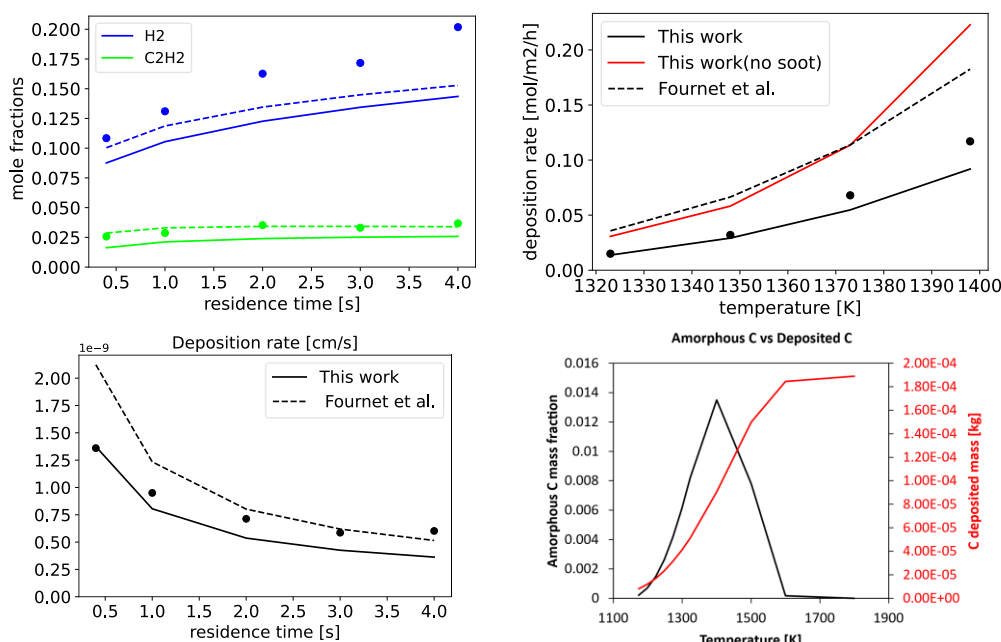 H2
C2H2
mole fractions
0.200
0.175
0.150
0.125
0.100
0.075
0.050
0.025
0.000
0.5 1.0 1.5 2.0 2.5 3.0 3.5 4.0
residence time [s]
This work
This work(no soot)
Fournet et al.
deposition rate [mol/m2/h]
0.20
0.15
0.10
0.05
0.00
1320 1330 1340 1350 1360 1370 1380 1390 1400
temperature [K]
Deposition rate [cm/s]
1e−9
This work
Fournet et al.
2.00
1.75
1.50
1.25
1.00
0.75
0.50
0.25
0.00
0.5 1.0 1.5 2.0 2.5 3.0 3.5 4.0
residence time [s]
Amorphous C vs Deposited C
Amorphous C mass fraction
0.016
0.014
0.012
0.01
0.008
0.006
0.004
0.002
0
2.00E-04
1.80E-04
1.60E-04
1.40E-04
1.20E-04
1.00E-04
8.00E-05
6.00E-05
4.00E-05
2.00E-05
0.00E+00
C deposited mass [kg]
1100 1300 1500 1700 1900
Temperature [K]